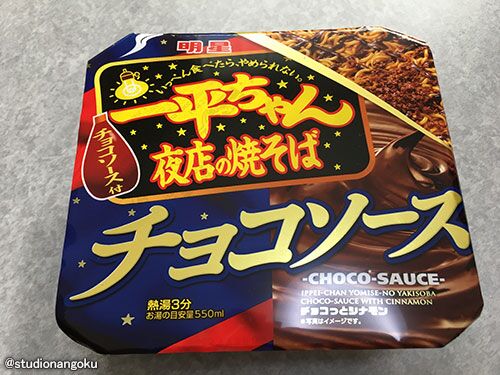 明星
いっぺん食べたら、やめられない。
一平ちゃん
夜店の焼そば
チョコソース付
チョコソース
-CHOCO-SAUCE-
IPPEI-CHAN YOMISE-NO YAKISOBA
CHOCO-SAUCE WITH CINNAMON
チョコっとシナモン
※写真はイメージです。
熱湯3分
お湯の目安量550ml
@studionangoku